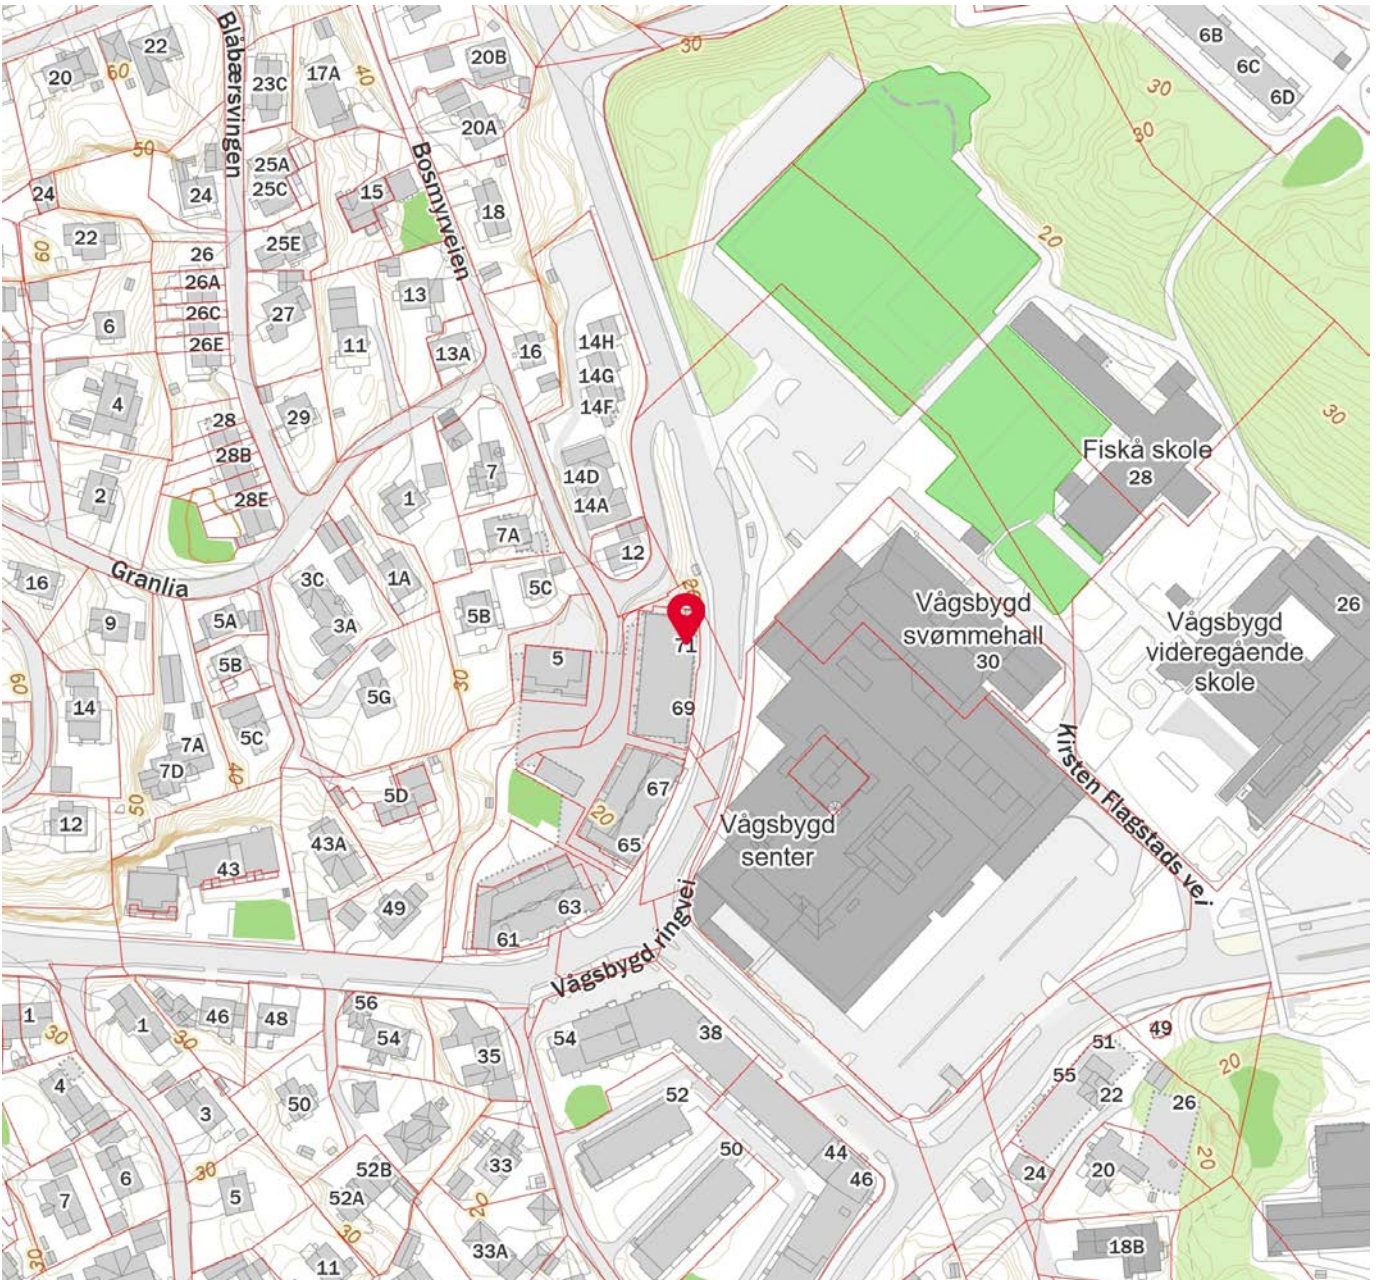 22
20
60
Blåbærsvingen
23C
17A
40
20B
20A
30
6B
6C
6D
30
30
50
25A
25C
24
24
15
Bosmyrveien
18
22
60
26
25E
20
26A
26C
26E
27
13
6
11
13A
16
14H
14G
14F
4
28
29
30
28B
7
14D
14A
Fiskå skole
28
2
28E
1
7A
12
Granlia
3C
1A
5C
16
20
26
9
5A
3A
5B
71
Vågsbygd
svømmehall
30
Vågsbygd
videregående
skole
5B
5
60
30
5G
69
14
5C
7A
7D
40
5D
67
Kirsten Flagstads vei
50
12
20
65
Vågsbygd
senter
43A
43
49
63
61
Vågsbygd ringvei
1
1
46
48
56
54
54
38
35
30
30
49
51
55
22
26
20
4
3
50
52
50
44
46
33
52B
52A
30
6
7
5
20
24
20
20
30
30
11
33A
18B